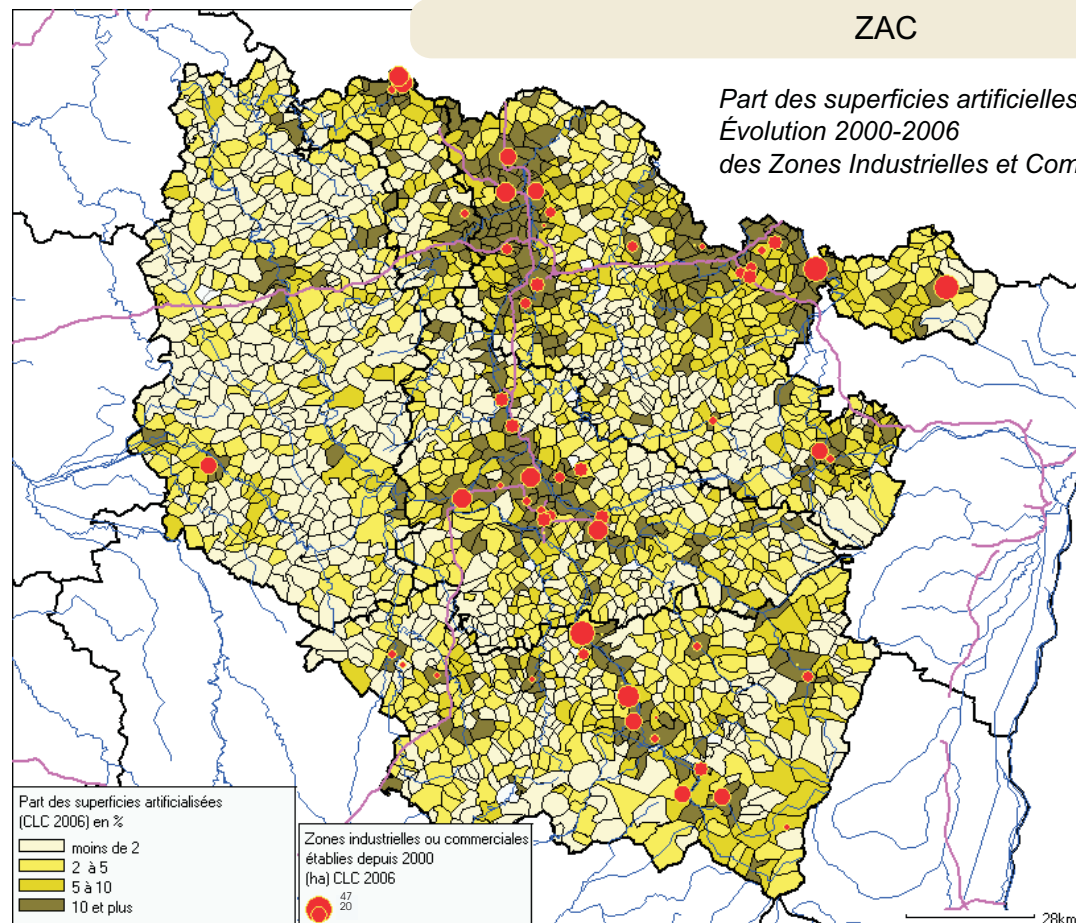 ZAC
Part des superficies artificielles
Évolution 2000-2006
des Zones Industrielles et Com
Part des superficies artificialisées
(CLC 2006) en %
moins de 2
2 à 5
5 à 10
10 et plus
Zones industrielles ou commerciales
établies depuis 2000
(ha) CLC 2006
47
20
28km